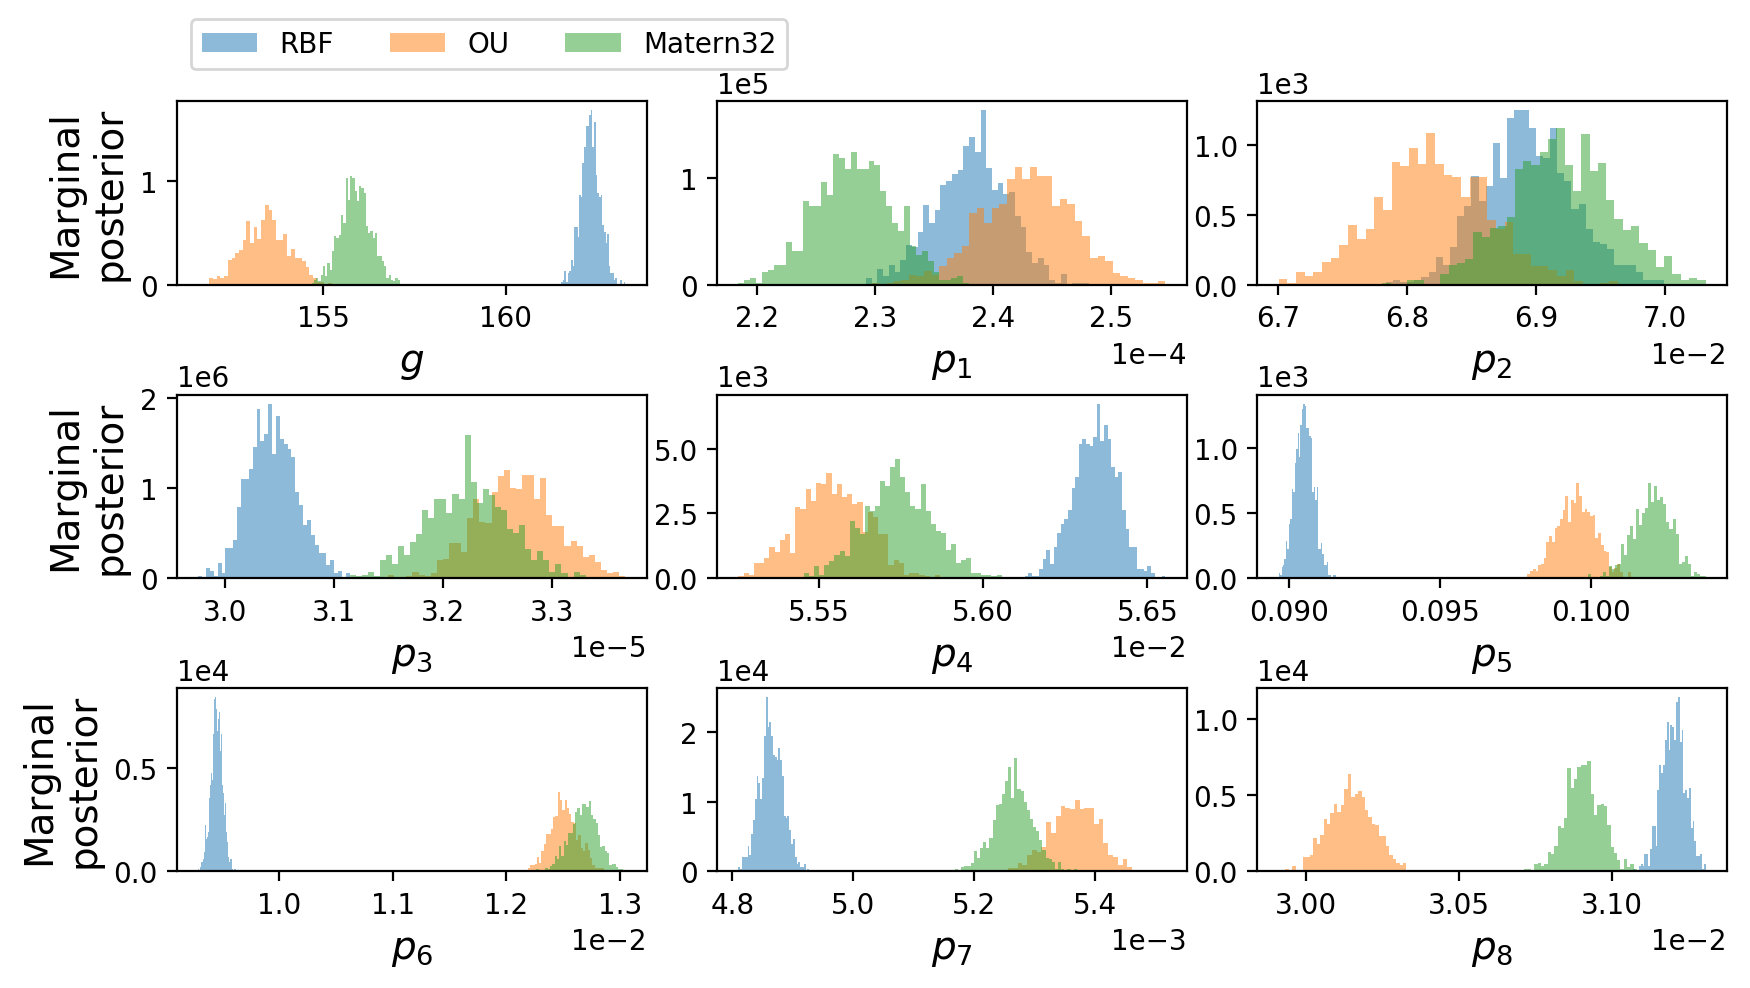 RBF OU Matern32
1e5 1e3
Marginal
posterior
1
0
155 160
g
1
0
2.2 2.3 2.4 2.5
1e−4
p1
1.0
0.5
0.0
6.7 6.8 6.9 7.0
1e−2
p2
1e6 1e3 1e3
Marginal
posterior
2
1
0
3.0 3.1 3.2 3.3
1e−5
p3
5.0
2.5
0.0
5.55 5.60 5.65
1e−2
p4
1.0
0.5
0.0
0.090 0.095 0.100
p5
1e4 1e4 1e4
Marginal
posterior
0.5
0.0
1.0 1.1 1.2 1.3
1e−2
p6
2
1
0
4.8 5.0 5.2 5.4
1e−3
p7
1.0
0.5
0.0
3.00 3.05 3.10
1e−2
p8